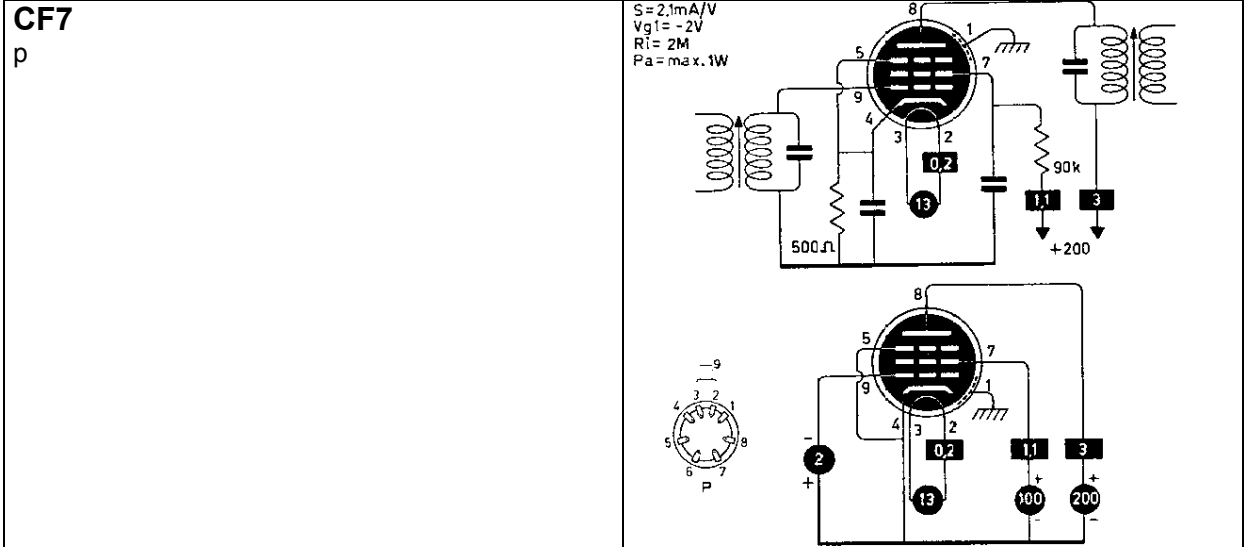 CF7
p
S=2,1mA/V
Vg1= -2V
Ri= 2M
Pa=max.1W
8
1
5
7
9
4
3 2
0,2
90k
13
1,1 3
500Ω
+200
8
5
7
9
1
4 3 2
9
3 2
4 1
5 8
6 7
P
-
2
+
0,2 1,1 3
+ +
13 100 200
- -